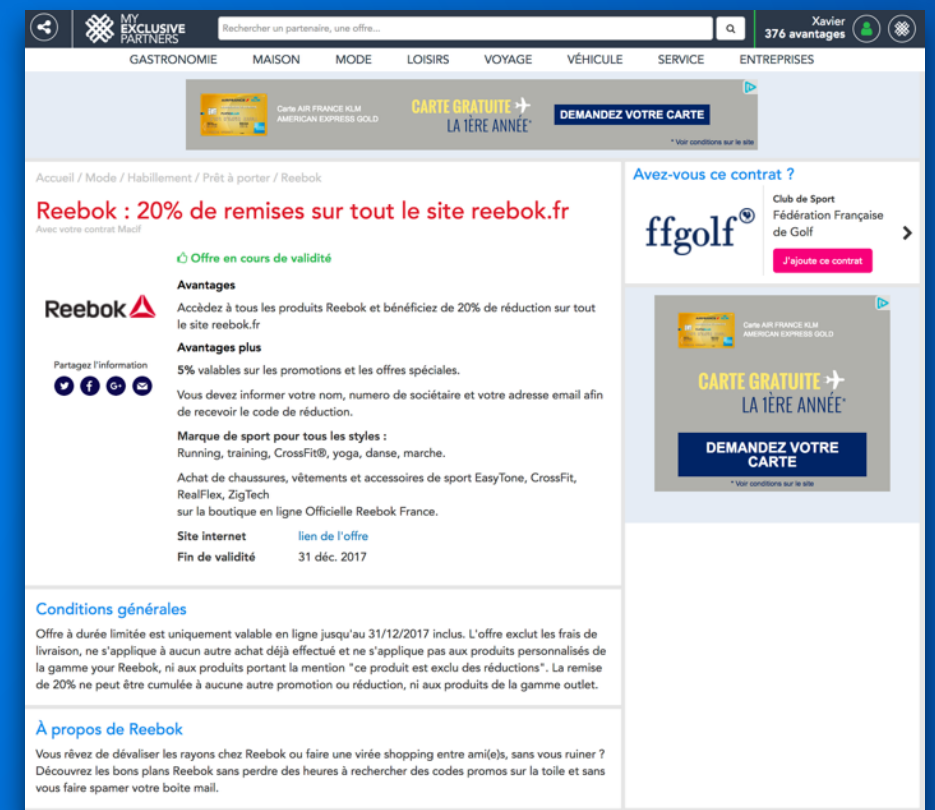 MY
EXCLUSIVE
PARTNERS
Rechercher un partenaire, une offre...
Xavier
376 avantages
GASTRONOMIE MAISON MODE LOISIRS VOYAGE VÉHICULE SERVICE ENTREPRISES
Carte AIR FRANCE KLM
AMERICAN EXPRESS GOLD
CARTE GRATUITE
LA 1ÈRE ANNÉE*
DEMANDEZ VOTRE CARTE
* Voir conditions sur le site
Accueil / Mode / Habillement / Prêt à porter / Reebok
Reebok : 20% de remises sur tout le site reebok.fr
Avec votre contrat Macif
Offre en cours de validité
Reebok
Partagez l'information
Avantages
Accèdez à tous les produits Reebok et bénéficiez de 20% de réduction sur tout
le site reebok.fr
Avantages plus
5% valables sur les promotions et les offres spéciales.
Vous devez informer votre nom, numero de sociétaire et votre adresse email afin
de recevoir le code de réduction.
Marque de sport pour tous les styles :
Running, training, CrossFit®, yoga, danse, marche.
Achat de chaussures, vêtements et accessoires de sport EasyTone, CrossFit,
RealFlex, ZigTech
sur la boutique en ligne Officielle Reebok France.
Site internet lien de l'offre
Fin de validité 31 déc. 2017
Conditions générales
Offre à durée limitée est uniquement valable en ligne jusqu'au 31/12/2017 inclus. L'offre exclut les frais de
livraison, ne s'applique à aucun autre achat déjà effectué et ne s'applique pas aux produits personnalisés de
la gamme your Reebok, ni aux produits portant la mention "ce produit est exclu des réductions". La remise
de 20% ne peut être cumulée à aucune autre promotion ou réduction, ni aux produits de la gamme outlet.
À propos de Reebok
Vous rêvez de dévaliser les rayons chez Reebok ou faire une virée shopping entre ami(e)s, sans vous ruiner ?
Découvrez les bons plans Reebok sans perdre des heures à rechercher des codes promos sur la toile et sans
vous faire spamer votre boite mail.
Avez-vous ce contrat ?
ffgolf®
Club de Sport
Fédération Française
de Golf
J'ajoute ce contrat
Carte AIR FRANCE KLM
AMERICAN EXPRESS GOLD
CARTE GRATUITE
LA 1ÈRE ANNÉE*
DEMANDEZ VOTRE
CARTE
* Voir conditions sur le site